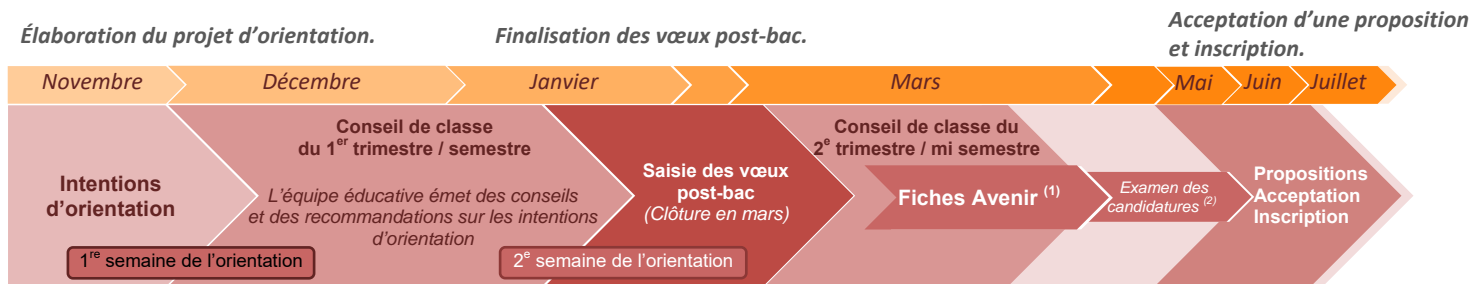 Élaboration du projet d'orientation.
Finalisation des vœux post-bac.
Acceptation d'une proposition
et inscription.
Novembre
Décembre
Janvier
Mars
Mai
Juin
Juillet
Intentions
d'orientation
1re semaine de l'orientation
Conseil de classe
du 1er trimestre / semestre
L'équipe éducative émet des conseils
et des recommandations sur les intentions
d'orientation
2e semaine de l'orientation
Saisie des vœux
post-bac
(Clôture en mars)
Conseil de classe du
2e trimestre / mi semestre
Fiches Avenir (1)
Examen des
candidatures (2)
Propositions
Acceptation
Inscription